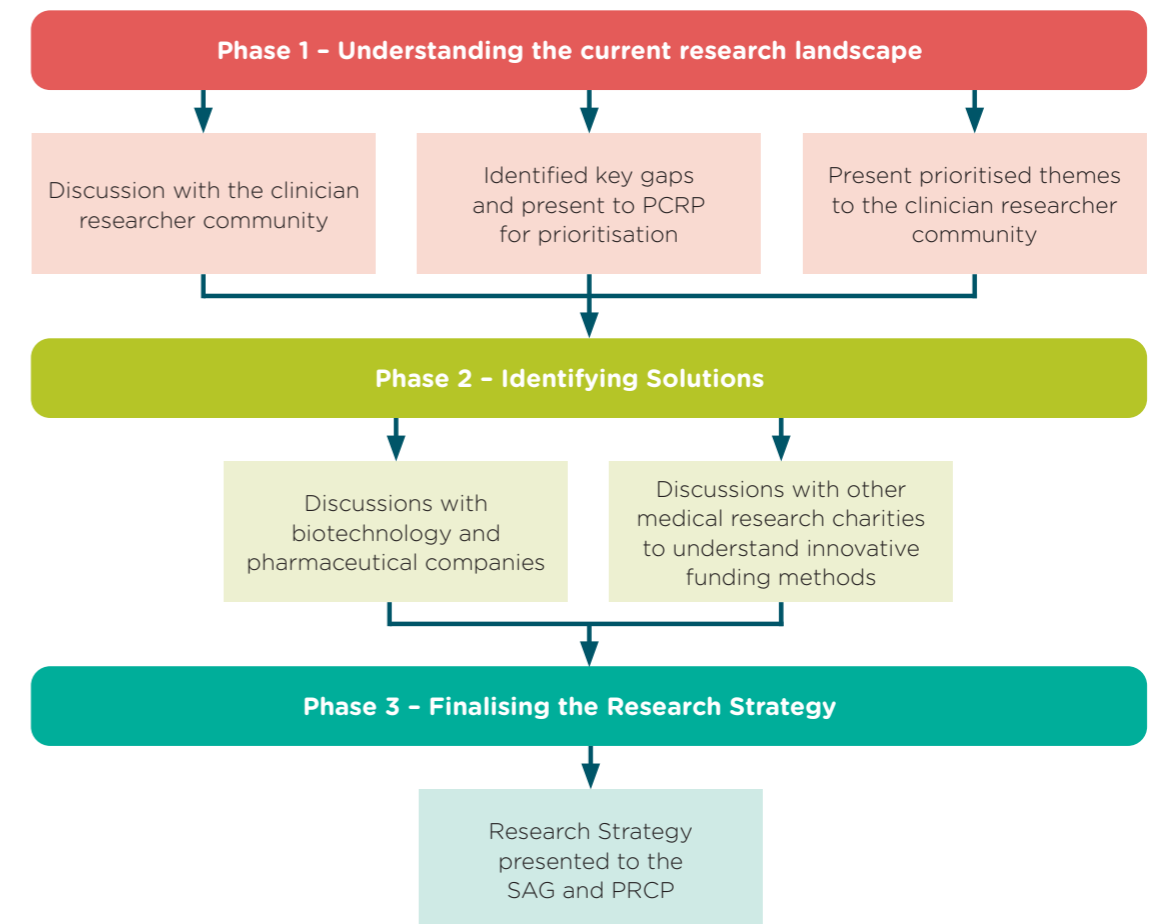 Phase 1 – Understanding the current research landscape
Discussion with the clinician
researcher community
Identified key gaps
and present to PCRP
for prioritisation
Present prioritised themes
to the clinician researcher
community
Phase 2 – Identifying Solutions
Discussions with
biotechnology and
pharmaceutical companies
Discussions with other
medical research charities
to understand innovative
funding methods
Phase 3 – Finalising the Research Strategy
Research Strategy
presented to the
SAG and PRCP